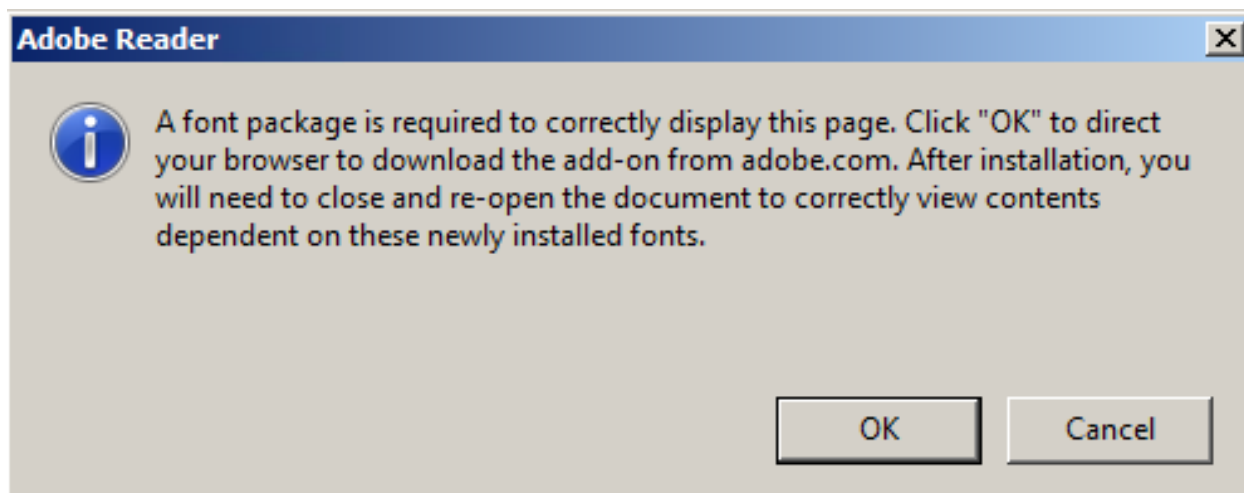 Adobe Reader
A font package is required to correctly display this page. Click "OK" to direct
your browser to download the add-on from adobe.com. After installation, you
will need to close and re-open the document to correctly view contents
dependent on these newly installed fonts.
OK
Cancel